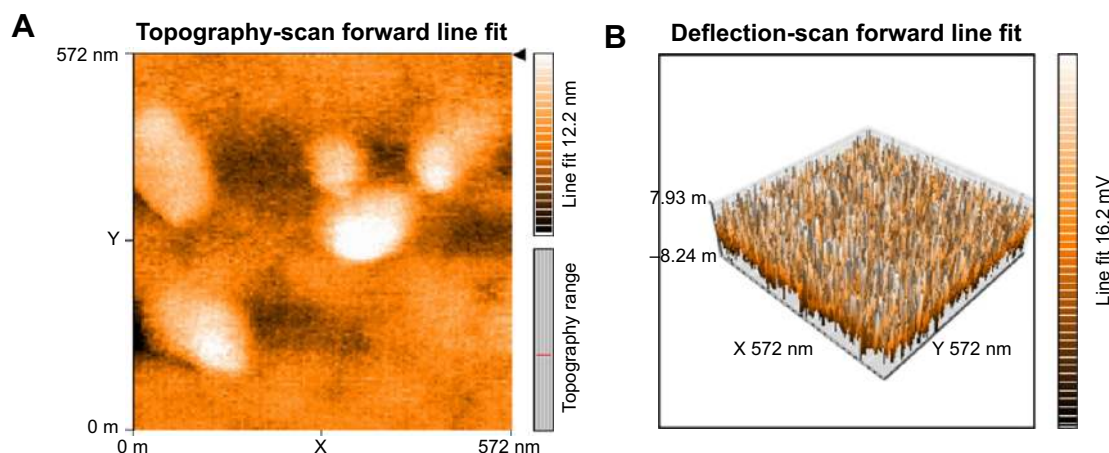 A
Topography-scan forward line fit
572 nm
Y
0 m
0 m
X
572 nm
Line fit 12.2 nm
Topography range
B
Deflection-scan forward line fit
7.93 m
–8.24 m
X 572 nm
Y 572 nm
Line fit 16.2 mV